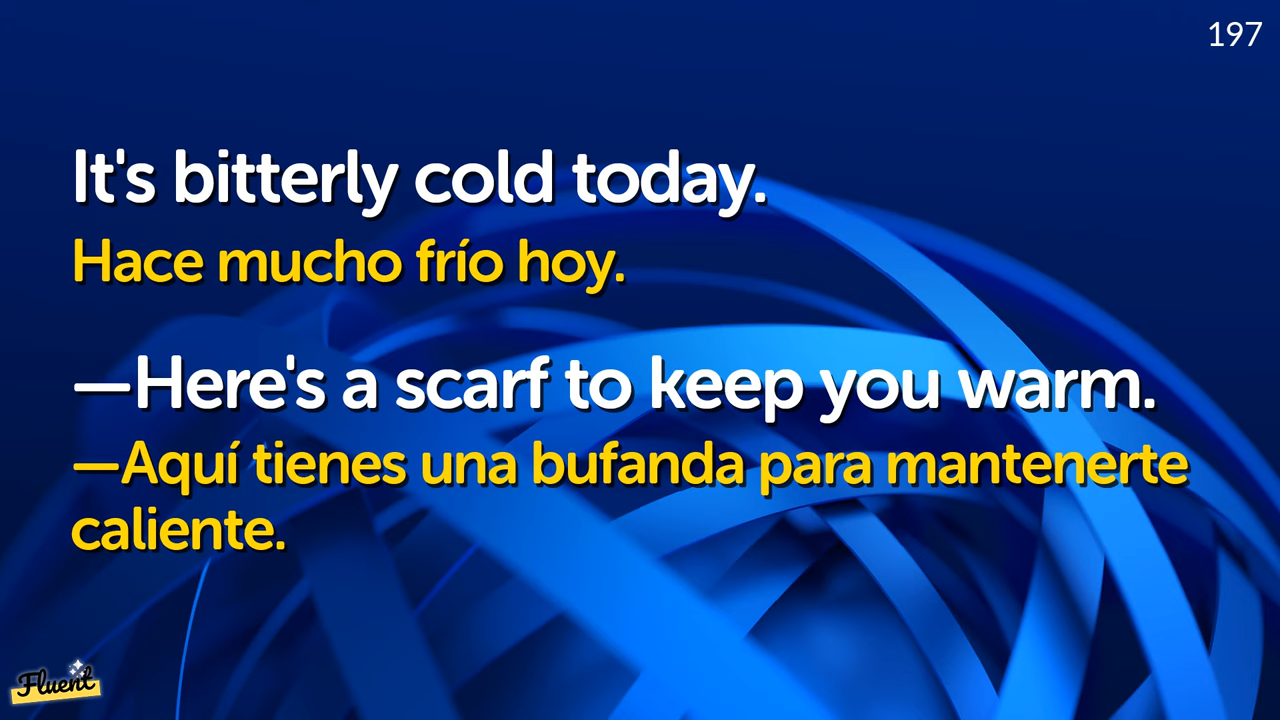 197
It's bitterly cold today.
Hace mucho frío hoy.
—Here's a scarf to keep you warm.
—Aquí tienes una bufanda para mantenerte
caliente.
Fluent